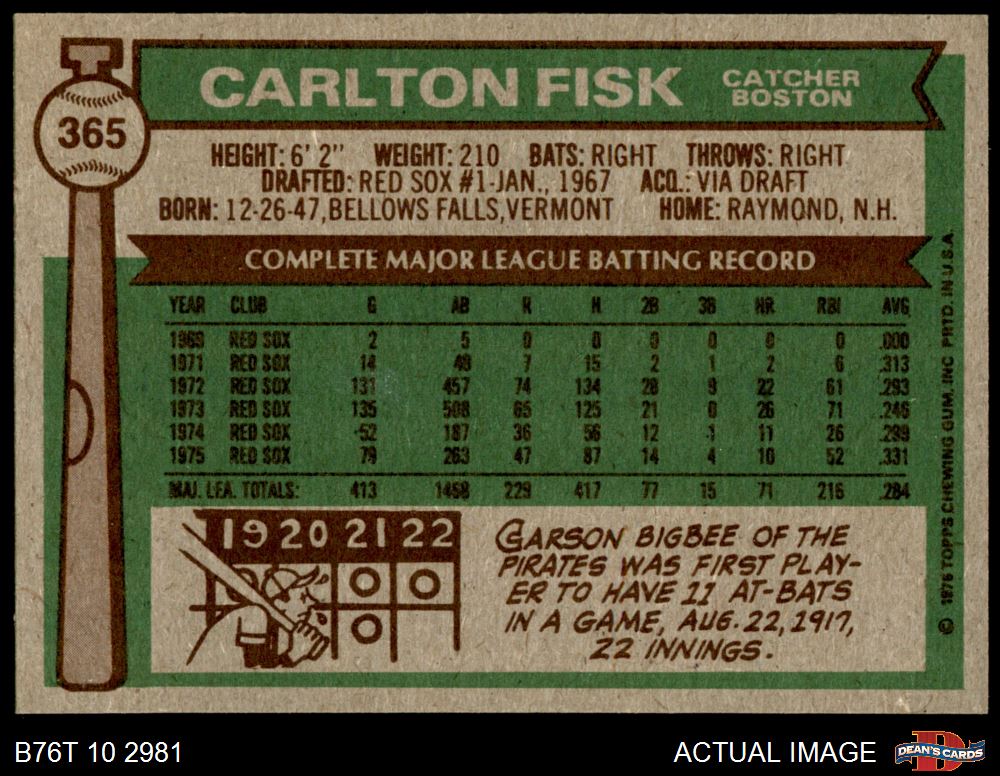 365
CARLTON FISK
CATCHER
BOSTON
HEIGHT: 6' 2" WEIGHT: 210 BATS: RIGHT THROWS: RIGHT
DRAFTED: RED SOX #1-JAN., 1967 ACQ.: VIA DRAFT
BORN: 12-26-47, BELLOWS FALLS, VERMONT HOME: RAYMOND, N.H.
COMPLETE MAJOR LEAGUE BATTING RECORD
YEAR CLUB G AB R H 2B 3B HR RBI AVG
1969 RED SOX 2 5 0 0 0 0 0 0 .000
1971 RED SOX 14 48 7 15 2 1 2 6 .313
1972 RED SOX 131 457 74 134 28 9 22 61 .293
1973 RED SOX 135 508 65 125 21 0 26 71 .246
1974 RED SOX 52 187 36 56 12 1 11 26 .299
1975 RED SOX 79 263 47 87 14 4 10 52 .331
MAJ. LEA. TOTALS: 413 1468 229 417 77 15 71 216 .284
19 20 21 22
CARSON BIGBEE OF THE
PIRATES WAS FIRST PLAY-
ER TO HAVE 11 AT-BATS
IN A GAME, AUG. 22, 1917,
22 INNINGS.
© 1976 TOPPS CHEWING GUM, INC. PRTD. IN U.S.A.
B76T 10 2981
ACTUAL IMAGE
DEAN'S CARDS